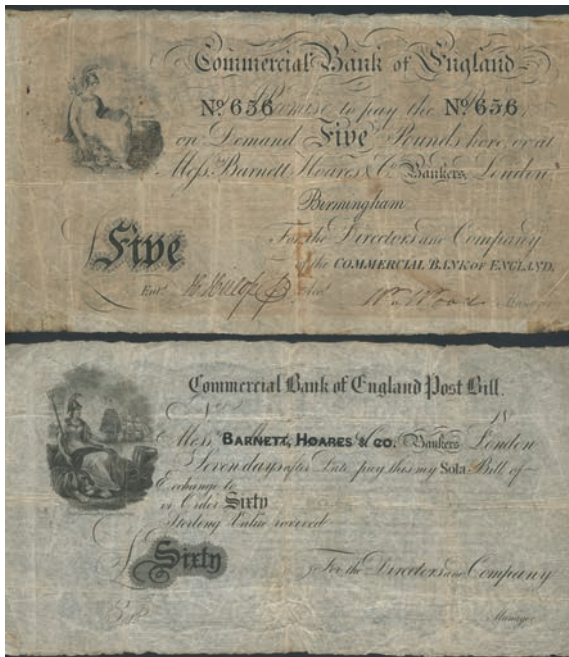 Commercial Bank of England
Nº 656 Promise to pay the Nº 656
on Demand Five Pounds here or at
Messrs. Barnett Hoares & Co. Bankers, London
Birmingham
£Five For the Directors and Company
of the COMMERCIAL BANK OF ENGLAND.
Entd. Wm. Wood Manager
Commercial Bank of England Post Bill.
No 18
Messrs. BARNETT, HOARES & CO. Bankers London
Seven days after Date pay this my Sola Bill of
Exchange to
or Order Sixty
Sterling Value received
£Sixty For the Directors and Company
Manager